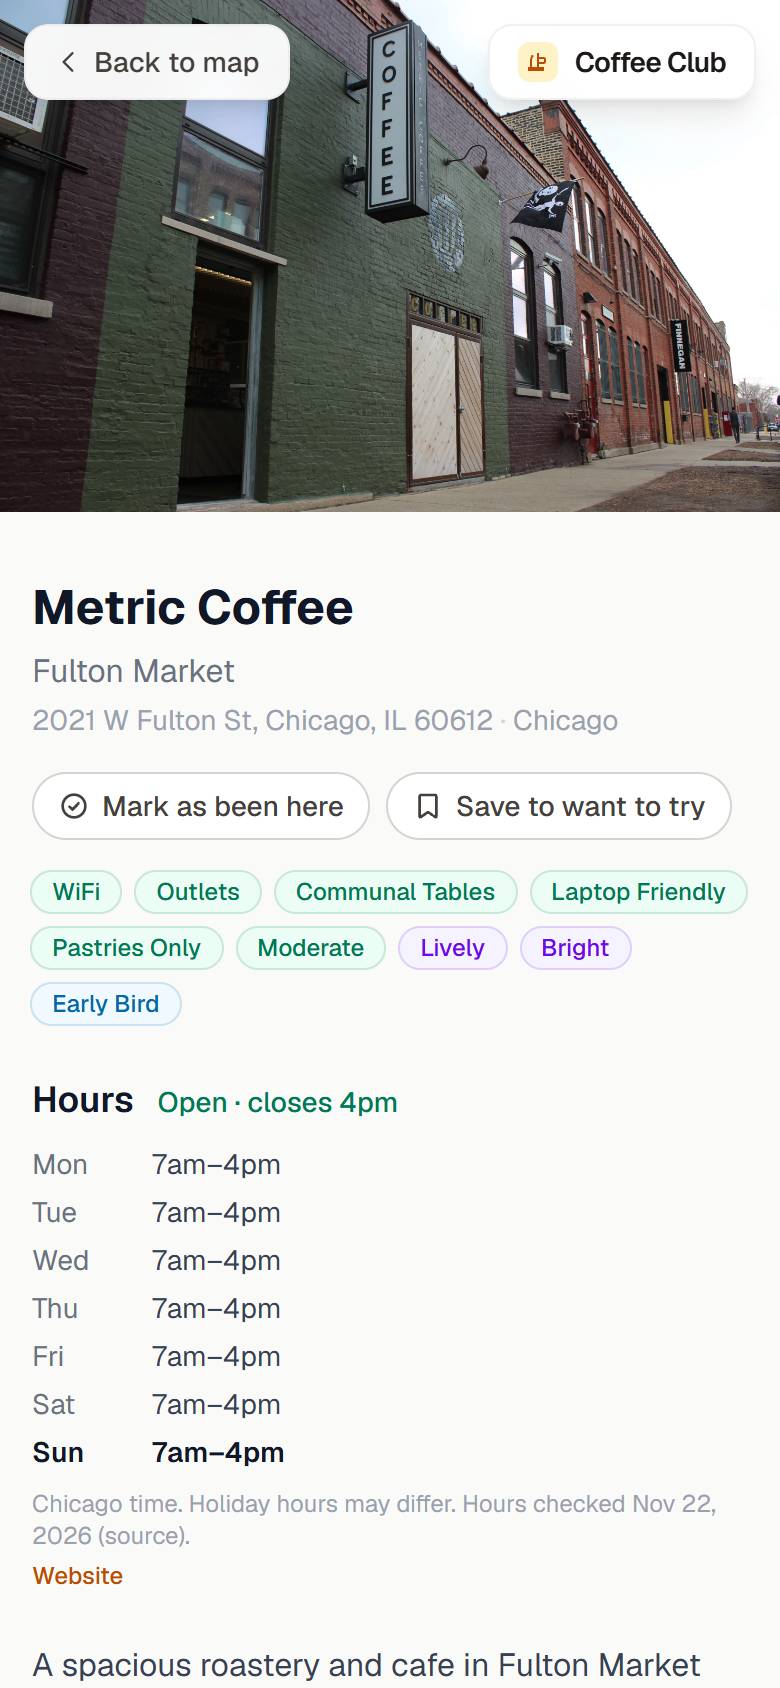 Back to map
Coffee Club
COFFEE
COFFEE
FINNEGAN
Metric Coffee
Fulton Market
2021 W Fulton St, Chicago, IL 60612 · Chicago
Mark as been here
Save to want to try
WiFi
Outlets
Communal Tables
Laptop Friendly
Pastries Only
Moderate
Lively
Bright
Early Bird
Hours Open · closes 4pm
Mon 7am–4pm
Tue 7am–4pm
Wed 7am–4pm
Thu 7am–4pm
Fri 7am–4pm
Sat 7am–4pm
Sun 7am–4pm
Chicago time. Holiday hours may differ. Hours checked Nov 22,
2026 (source).
Website
A spacious roastery and cafe in Fulton Market